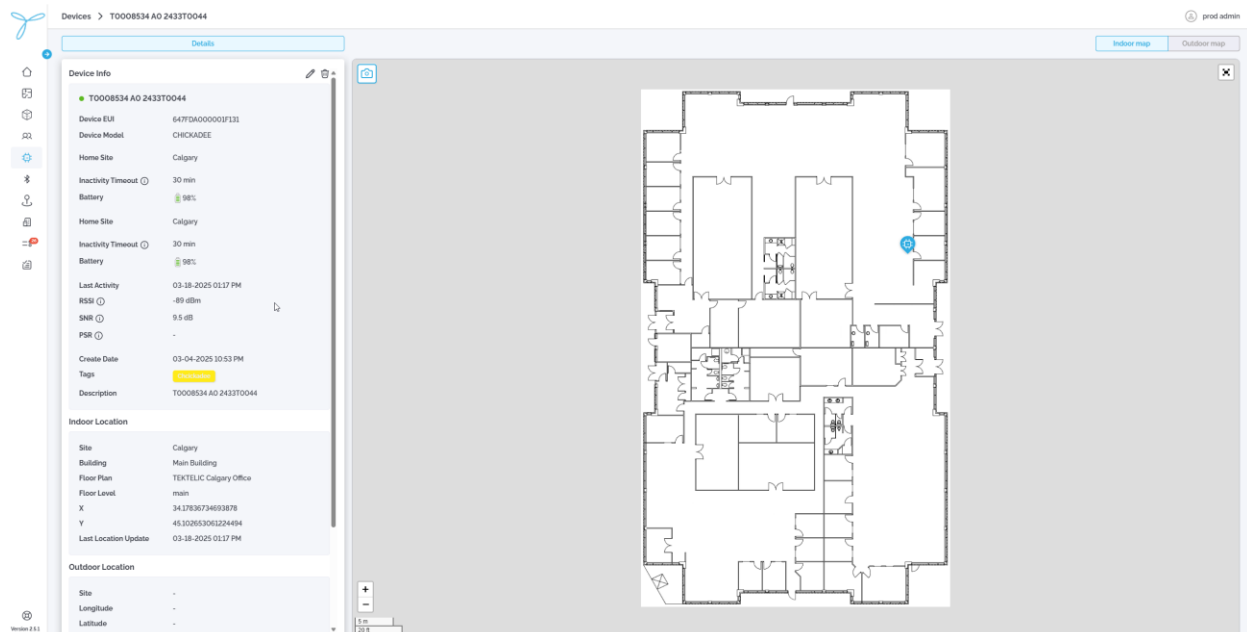 Devices > T0008534 A0 2433T0044
prod admin
Details
Indoor map
Outdoor map
Device Info
T0008534 A0 2433T0044
Device EUI 647FDA000001F131
Device Model CHICKADEE
Home Site Calgary
Inactivity Timeout 30 min
Battery 98%
Home Site Calgary
Inactivity Timeout 30 min
Battery 98%
Last Activity 03-18-2025 01:17 PM
RSSI -89 dBm
SNR 9.5 dB
PSR -
Create Date 03-04-2025 10:53 PM
Tags
Description T0008534 A0 2433T0044
Indoor Location
Site Calgary
Building Main Building
Floor Plan TEKTELIC Calgary Office
Floor Level main
X 34.17836734693878
Y 45.102653061224494
Last Location Update 03-18-2025 01:17 PM
Outdoor Location
Site -
Longitude -
Latitude -
+
−
5 m
20 ft
Version 2.5.1